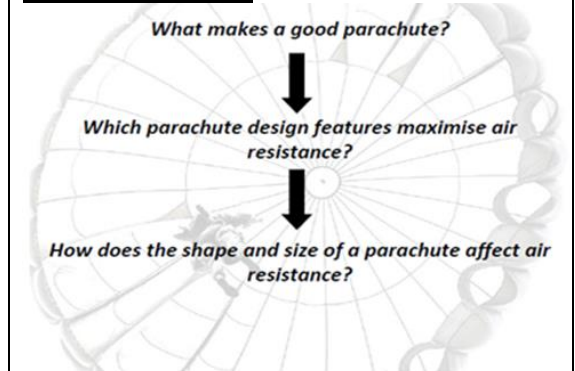 What makes a good parachute?
Which parachute design features maximise air
resistance?
How does the shape and size of a parachute affect air
resistance?